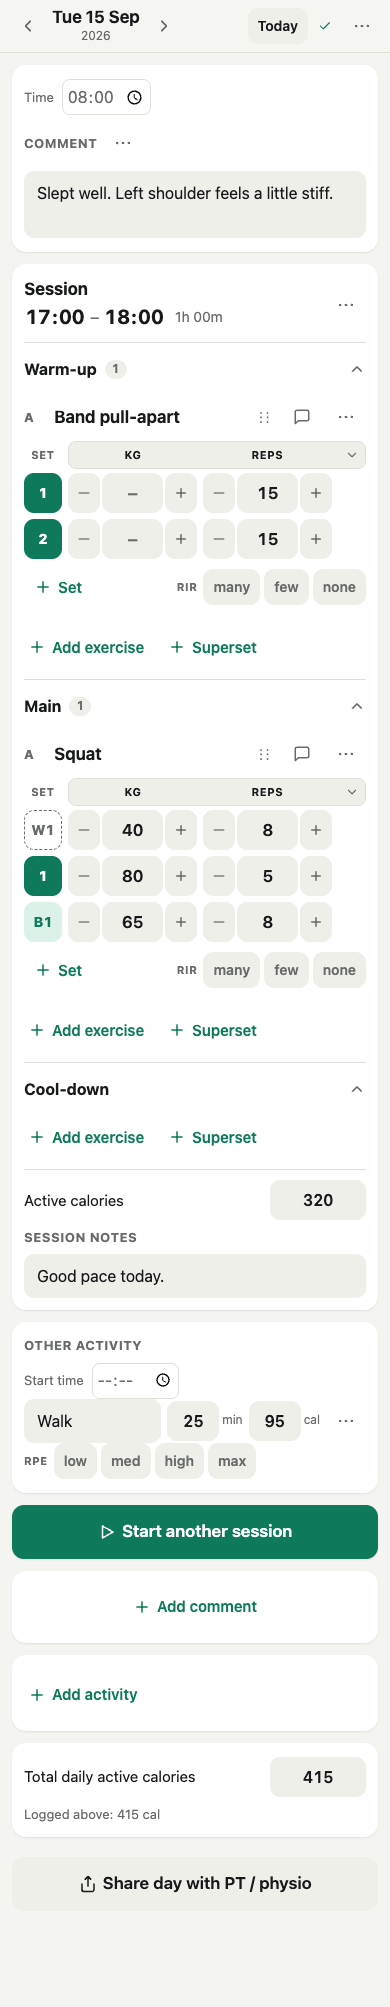 Tue 15 Sep
2026
Today
Time 08:00
COMMENT
Slept well. Left shoulder feels a little stiff.
Session
17:00 – 18:00 1h 00m
Warm-up 1
A Band pull-apart
SET KG REPS
1 – 15
2 – 15
+ Set RIR many few none
+ Add exercise + Superset
Main 1
A Squat
SET KG REPS
W1 40 8
1 80 5
B1 65 8
+ Set RIR many few none
+ Add exercise + Superset
Cool-down
+ Add exercise + Superset
Active calories 320
SESSION NOTES
Good pace today.
OTHER ACTIVITY
Start time --:--
Walk 25 min 95 cal
RPE low med high max
Start another session
+ Add comment
+ Add activity
Total daily active calories 415
Logged above: 415 cal
Share day with PT / physio